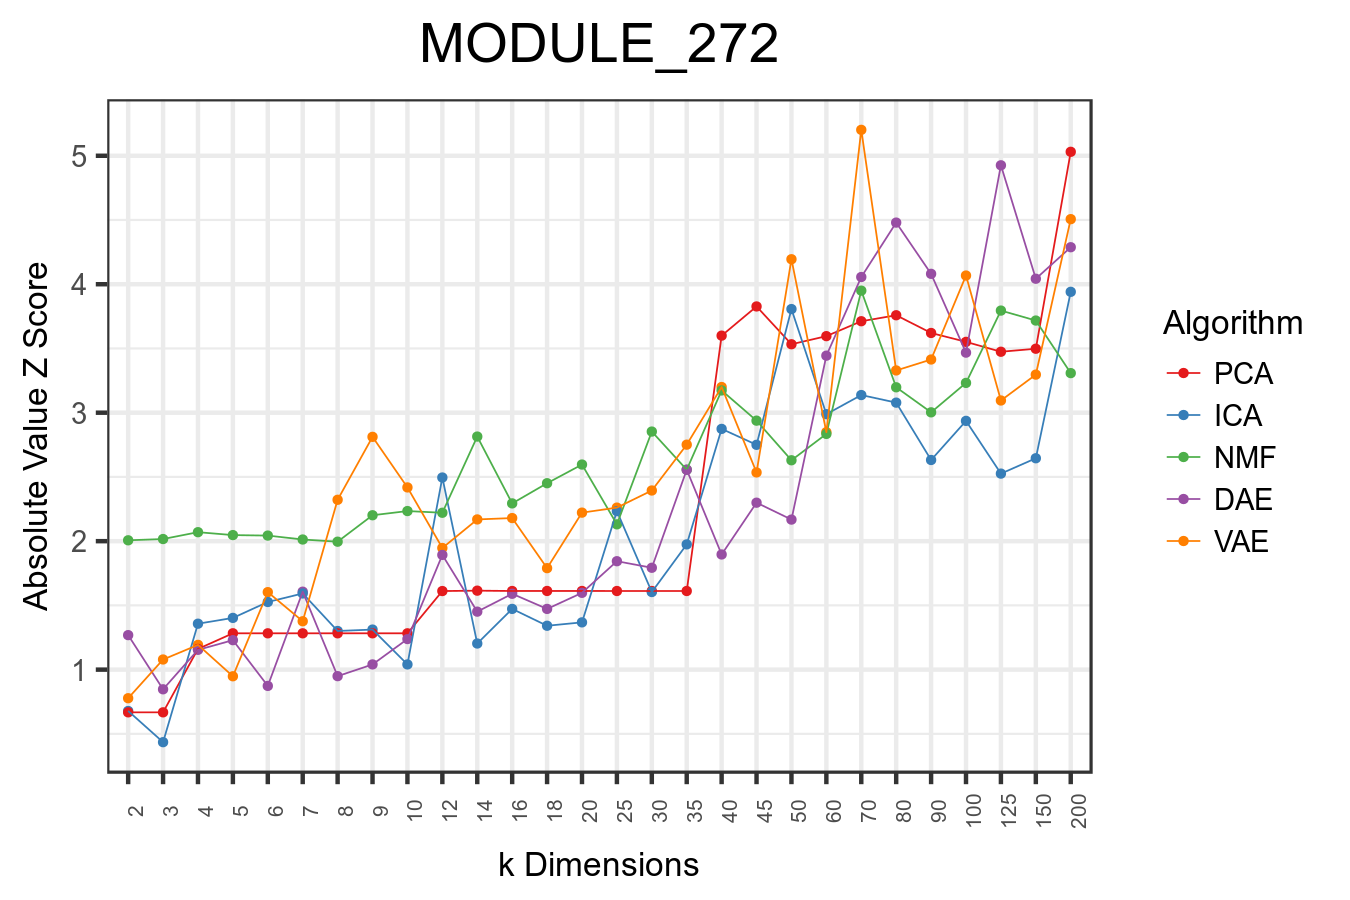 MODULE_272
Absolute Value Z Score
5
4
3
2
1
2 3 4 5 6 7 8 9 10 12 14 16 18 20 25 30 35 40 45 50 60 70 80 90 100 125 150 200
k Dimensions
Algorithm
PCA
ICA
NMF
DAE
VAE